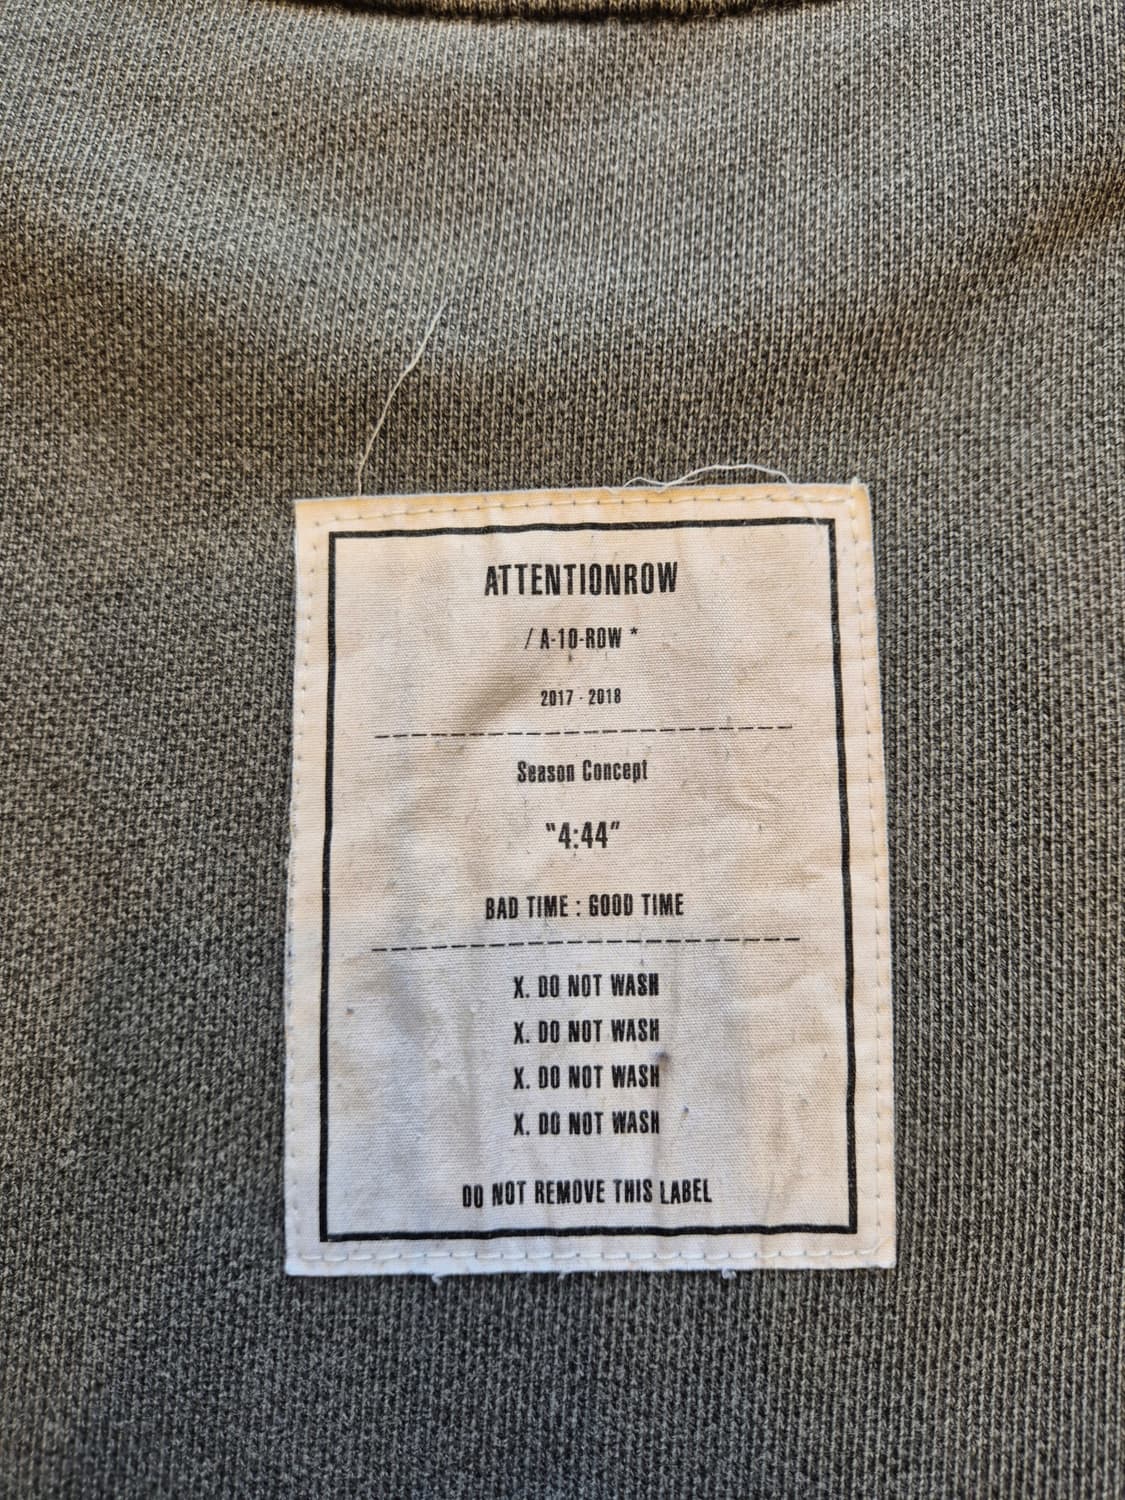 ATTENTIONROW
/ A-10-ROW *
2017 - 2018
Season Concept
"4:44"
BAD TIME : GOOD TIME
X. DO NOT WASH
X. DO NOT WASH
X. DO NOT WASH
X. DO NOT WASH
DO NOT REMOVE THIS LABEL